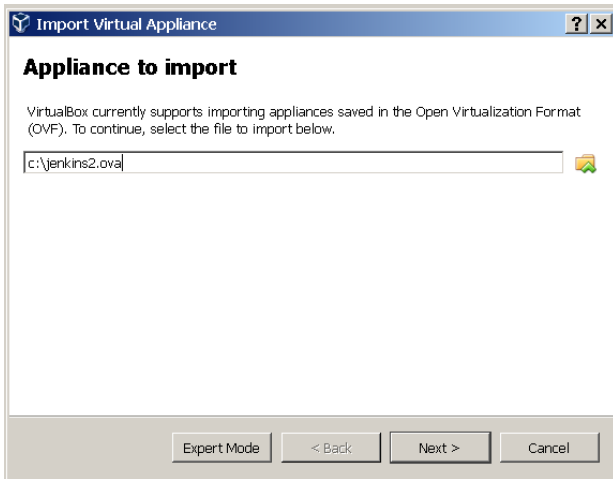 Import Virtual Appliance
? ×
Appliance to import
VirtualBox currently supports importing appliances saved in the Open Virtualization Format
(OVF). To continue, select the file to import below.
c:\jenkins2.ova
Expert Mode < Back Next > Cancel